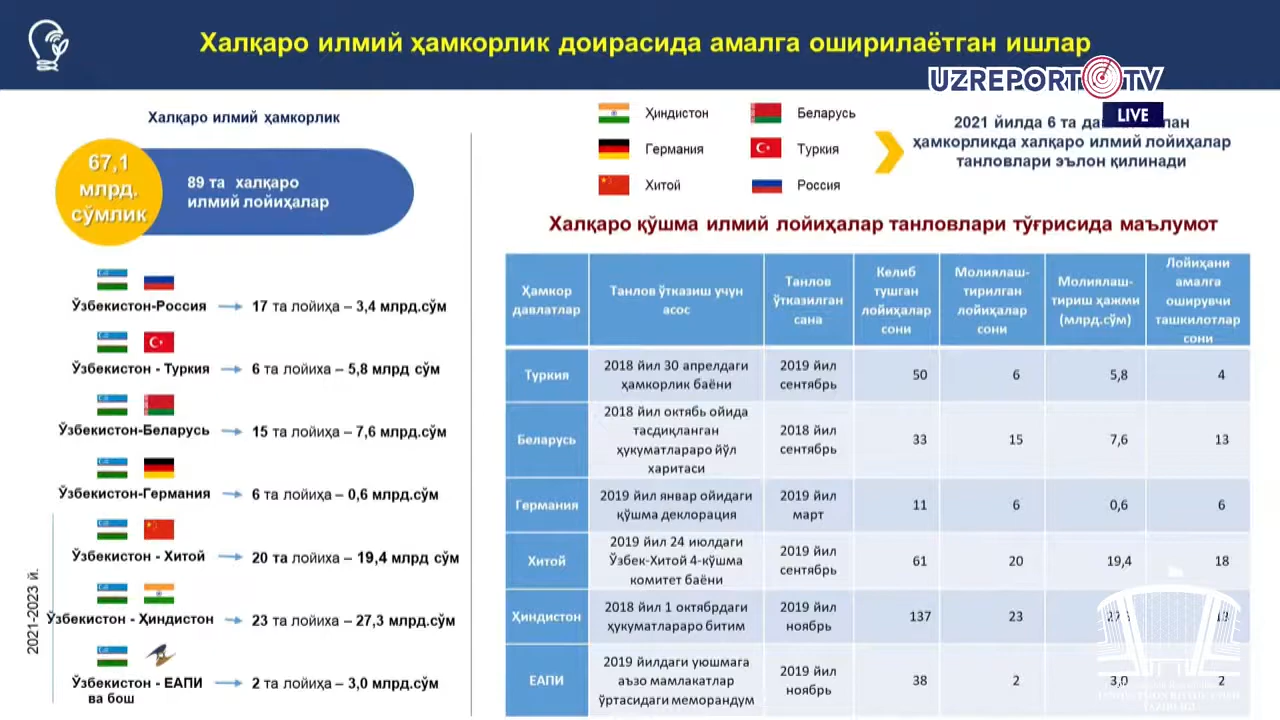 Халқаро илмий ҳамкорлик доирасида амалга оширилаётган ишлар
UZREPORT TV
LIVE
Халқаро илмий ҳамкорлик
67,1
млрд.
сўмлик
89 та халқаро
илмий лойиҳалар
Ўзбекистон-Россия
17 та лойиҳа – 3,4 млрд.сўм
Ўзбекистон - Туркия
6 та лойиха – 5,8 млрд сўм
Ўзбекистон-Беларусь
15 та лойиҳа – 7,6 млрд.сўм
Ўзбекистон-Германия
6 та лойиҳа – 0,6 млрд.сўм
2021-2023 й.
Ўзбекистон - Хитой
20 та лойиха – 19,4 млрд сўм
Ўзбекистон - Ҳиндистон
23 та лойиха – 27,3 млрд.сўм
Ўзбекистон - ЕАПИ
ва бош
2 та лойиҳа – 3,0 млрд.сўм
Ҳиндистон
Беларусь
Германия
Туркия
Хитой
Россия
2021 йилда 6 та
ҳамкорликда халқаро илмий лойиҳалар
танловлари эълон қилинади
Халқаро қўшма илмий лойиҳалар танловлари тўғрисида маълумот
Ҳамкор
давлатлар
Танлов ўтказиш учун
асос
Танлов
ўтказилган
сана
Келиб
тушган
лойиҳалар
сони
Молиялаш-
тирилган
лойиҳалар
сони
Молиялаш-
тириш ҳажми
(млрд.сўм)
Лойиҳани
амалга
оширувчи
ташкилотлар
сони
Туркия
2018 йил 30 апрелдаги
ҳамкорлик баёни
2019 йил
сентябрь
50
6
5,8
4
Беларусь
2018 йил октябь ойида
тасдиқланган
ҳукуматлараро йўл
харитаси
2018 йил
сентябрь
33
15
7,6
13
Германия
2019 йил январ ойидаги
қўшма деклорация
2019 йил
март
11
6
0,6
6
Хитой
2019 йил 24 июлдаги
Ўзбек-Хитой 4-қўшма
комитет баёни
2019 йил
сентябрь
61
20
19,4
18
Ҳиндистон
2018 йил 1 октябрдаги
ҳукуматлараро битим
2019 йил
ноябрь
137
23
ЕАПИ
2019 йилдаги уюшмага
аъзо мамлакатлар
ўртасидаги меморандум
2019 йил
ноябрь
38
2
3,0
2